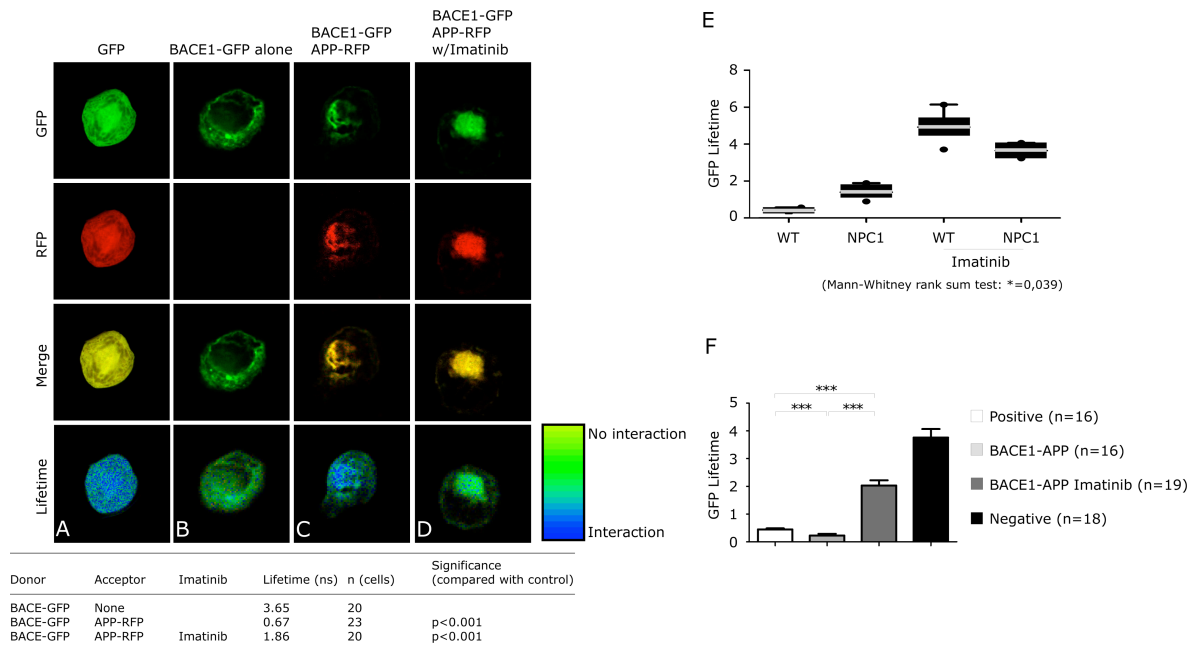 GFP
BACE1-GFP alone
BACE1-GFP
APP-RFP
BACE1-GFP
APP-RFP
w/Imatinib
GFP
RFP
Merge
Lifetime
A
B
C
D
No interaction
Interaction
Donor Acceptor Imatinib Lifetime (ns) n (cells) Significance
(compared with control)
BACE-GFP None 3.65 20
BACE-GFP APP-RFP 0.67 23 p<0.001
BACE-GFP APP-RFP Imatinib 1.86 20 p<0.001
E
GFP Lifetime
8
6
4
2
0
WT NPC1 WT NPC1
Imatinib
(Mann-Whitney rank sum test: *=0,039)
F
GFP Lifetime
5
4
3
2
1
0
***
*** ***
Positive (n=16)
BACE1-APP (n=16)
BACE1-APP Imatinib (n=19)
Negative (n=18)